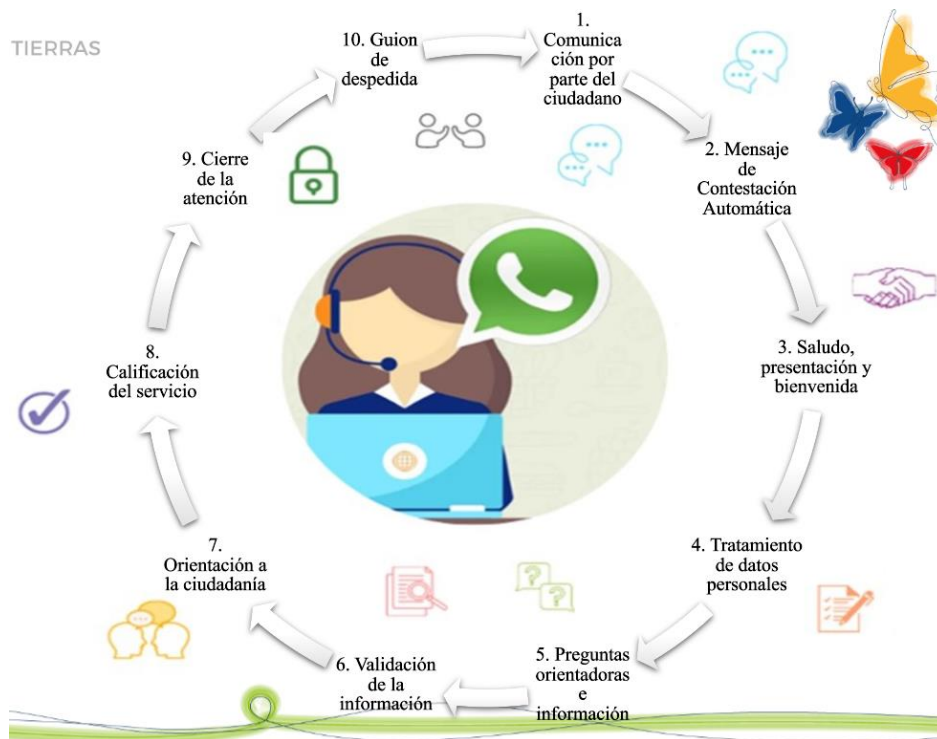 TIERRAS
1.
Comunica
ción por
parte del
ciudadano
2. Mensaje
de
Contestación
Automática
3. Saludo,
presentación y
bienvenida
4. Tratamiento
de datos
personales
5. Preguntas
orientadoras
e
información
6. Validación
de la
información
7.
Orientación a
la ciudadanía
8.
Calificación
del servicio
9. Cierre
de la
atención
10. Guion
de
despedida